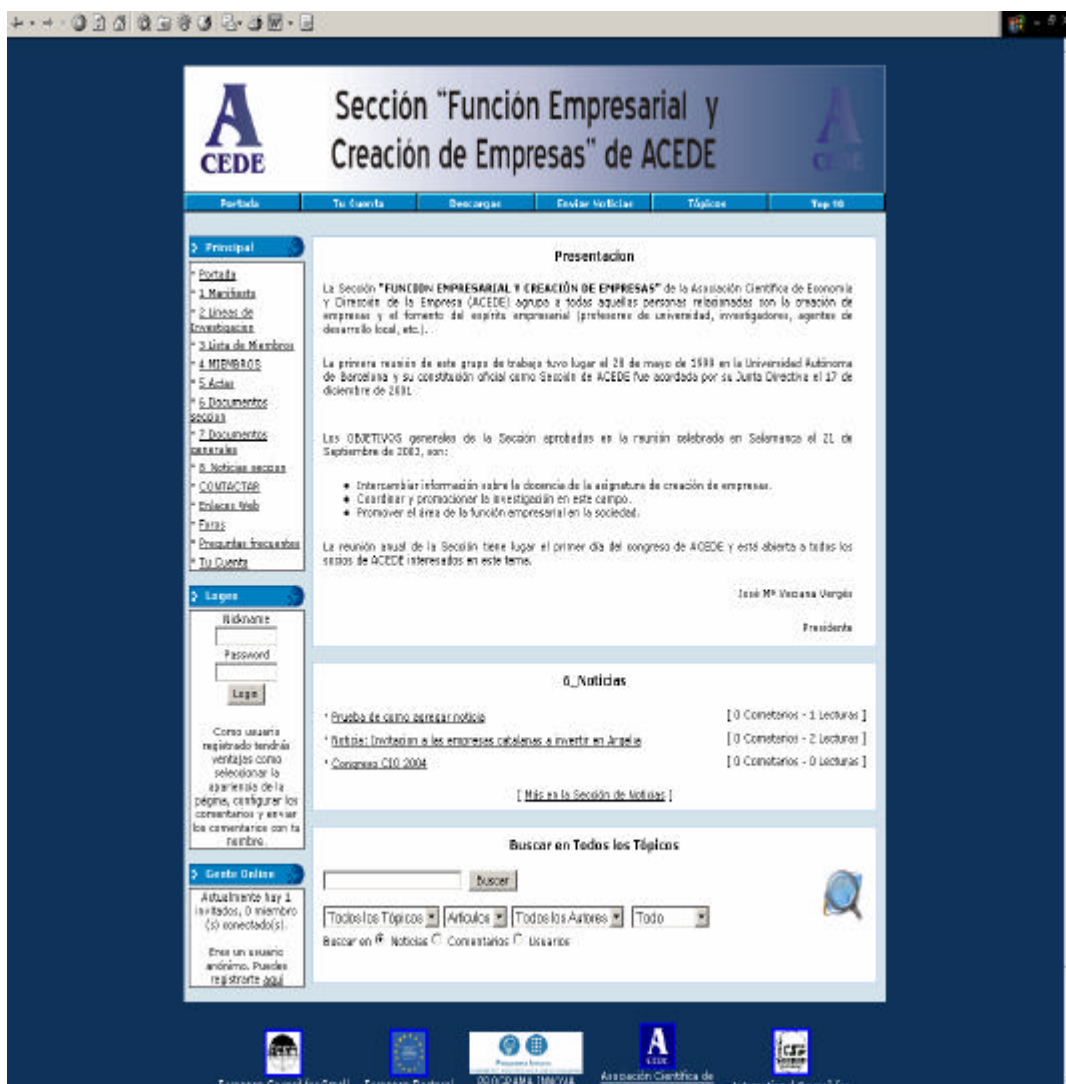 A
CEDE
Sección "Función Empresarial y
Creación de Empresas" de ACEDE
A
CEDE
Portada
Tu Cuenta
Descargas
Enviar Noticias
Tópicos
Top 10
Principal
* Portada
* 1 Manifiesto
* 2 Lineas de
Investigacion
* 3 Lista de Miembros
* 4 MIEMBROS
* 5 Actas
* 6 Documentos
seccion
* 7 Documentos
generales
* 8 Noticias seccion
* CONTACTAR
* Enlaces Web
* Foros
* Preguntas frecuentes
* Tu Cuenta
Logeo
Nickname
Password
Login
Como usuario
registrado tendrás
ventajas como
seleccionar la
apariencia de la
página, configurar los
comentarios y enviar
los comentarios con tu
nombre.
Gente Online
Actualmente hay 1
invitados, 0 miembro
(s) conectado(s).
Eres un usuario
anónimo. Puedes
registrarte aquí
Presentacion
La Sección "FUNCION EMPRESARIAL Y CREACIÓN DE EMPRESAS" de la Asociación Científica de Economía
y Dirección de la Empresa (ACEDE) agrupa a todas aquellas personas relacionadas con la creación de
empresas y el fomento del espíritu empresarial (profesores de universidad, investigadores, agentes de
desarrollo local, etc.).
La primera reunión de este grupo de trabajo tuvo lugar el 28 de mayo de 1999 en la Universidad Autónoma
de Barcelona y su constitución oficial como Sección de ACEDE fue acordada por su Junta Directiva el 17 de
diciembre de 2001
Los OBJETIVOS generales de la Sección aprobados en la reunión celebrada en Salamanca el 21 de
Septiembre de 2003, son:
• Intercambiar información sobre la docencia de la asignatura de creación de empresas.
• Coordinar y promocionar la investigación en este campo.
• Promover el área de la función empresarial en la sociedad.
La reunión anual de la Sección tiene lugar el primer día del congreso de ACEDE y está abierta a todos los
socios de ACEDE interesados en este tema.
José Mª Veciana Vergés
Presidente
6_Noticias
* Prueba de como agregar noticia [ 0 Cometarios - 1 Lecturas ]
* Noticia: Invitacion a las empresas catalanas a invertir en Argelia [ 0 Cometarios - 2 Lecturas ]
* Congreso CIO 2004 [ 0 Cometarios - 0 Lecturas ]
[ Más en la Sección de Noticias ]
Buscar en Todos los Tópicos
Buscar
Todos los Tópicos Articulos Todos los Autores Todo
Buscar en Noticias Comentarios Usuarios
A
CEDE
PROGRAMA INNOVA
Asociación Científica de